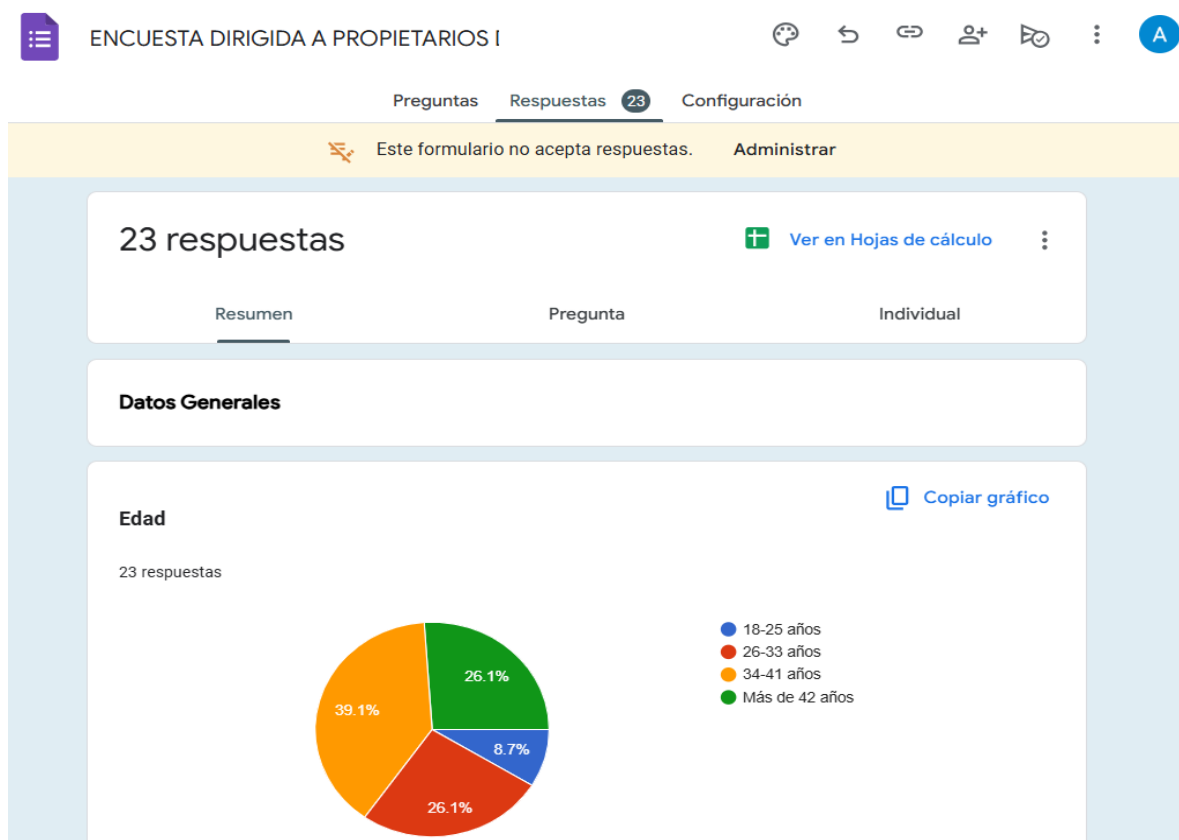 ENCUESTA DIRIGIDA A PROPIETARIOS
A
Preguntas Respuestas 23 Configuración
Este formulario no acepta respuestas. Administrar
23 respuestas
Ver en Hojas de cálculo
Resumen Pregunta Individual
Datos Generales
Copiar gráfico
Edad
23 respuestas
18-25 años
26-33 años
34-41 años
Más de 42 años
26.1%
39.1%
8.7%
26.1%